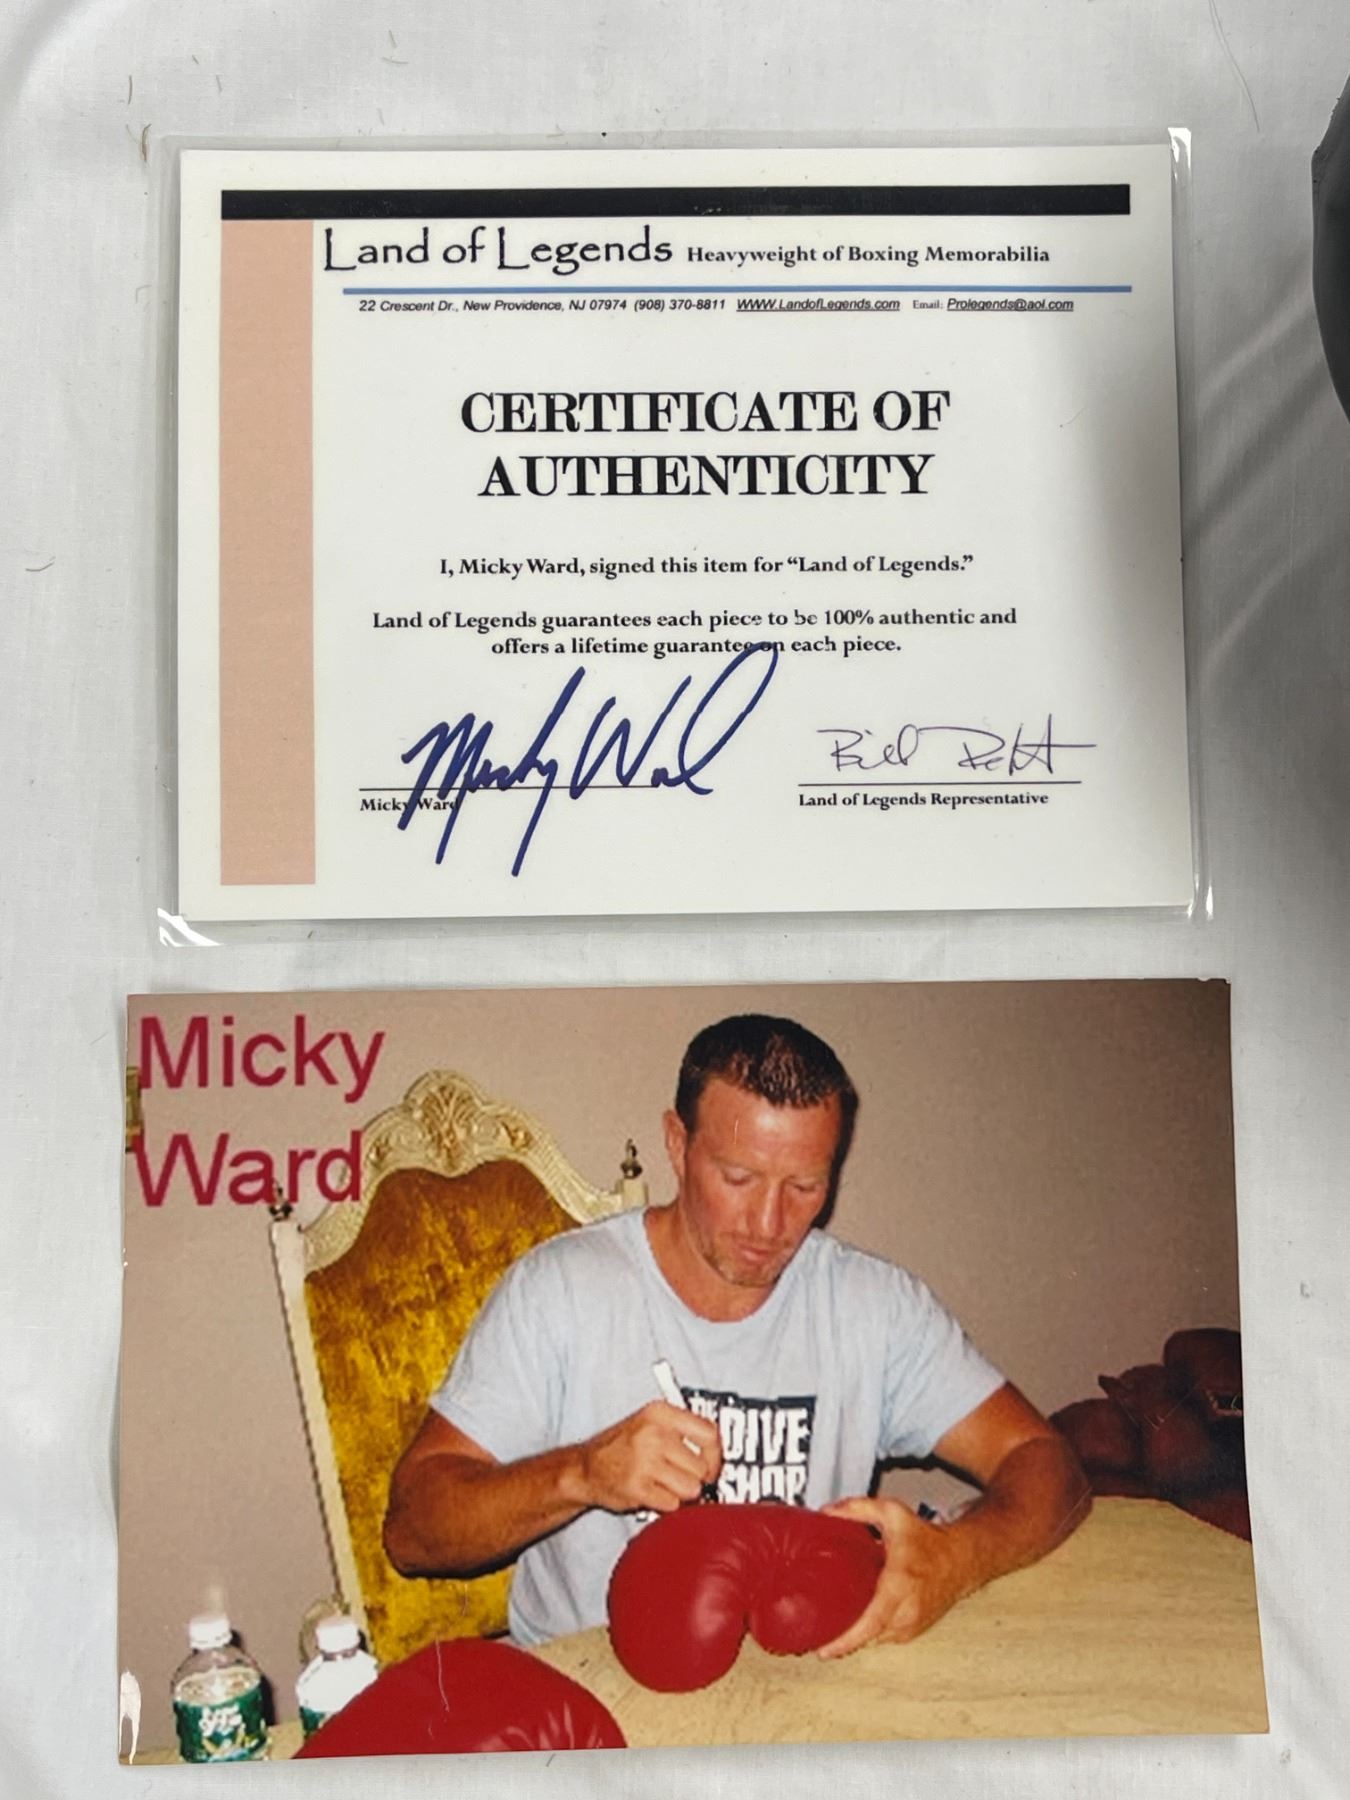 Land of Legends Heavyweight of Boxing Memorabilia
22 Crescent Dr., New Providence, NJ 07974 (908) 370-8811 WWW.LandofLegends.com Email: Prolegends@aol.com
CERTIFICATE OF
AUTHENTICITY
I, Micky Ward, signed this item for “Land of Legends.”
Land of Legends guarantees each piece to be 100% authentic and
offers a lifetime guarantee on each piece.
Micky Ward
Micky Ward
Land of Legends Representative
Micky
Ward
DIVE
SHOP